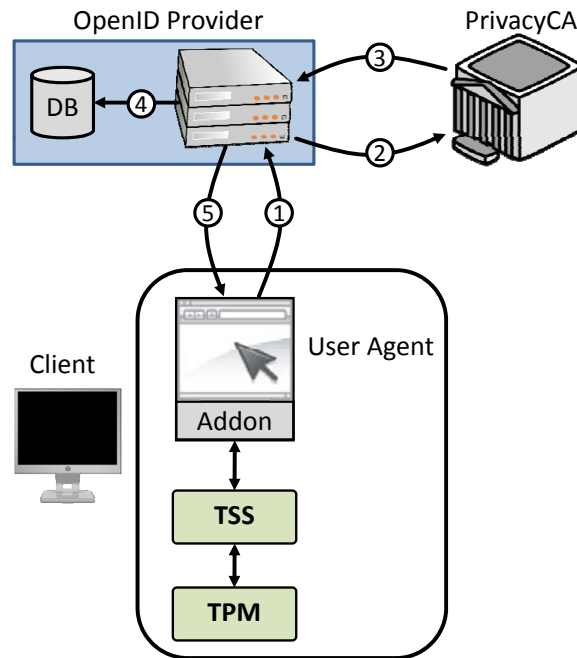 OpenID Provider
PrivacyCA
3
DB
4
2
5
1
User Agent
Client
Addon
TSS
TPM